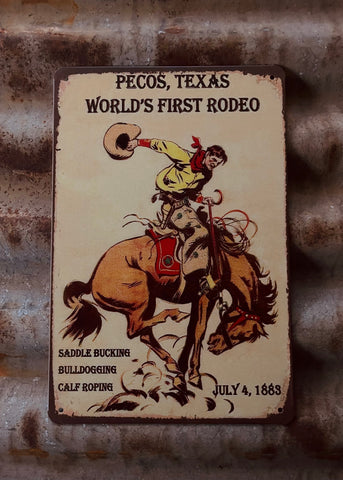 PECOS, TEXAS
WORLD'S FIRST RODEO
SADDLE BUCKING
BULLDOGGING
CALF ROPING
JULY 4, 1883